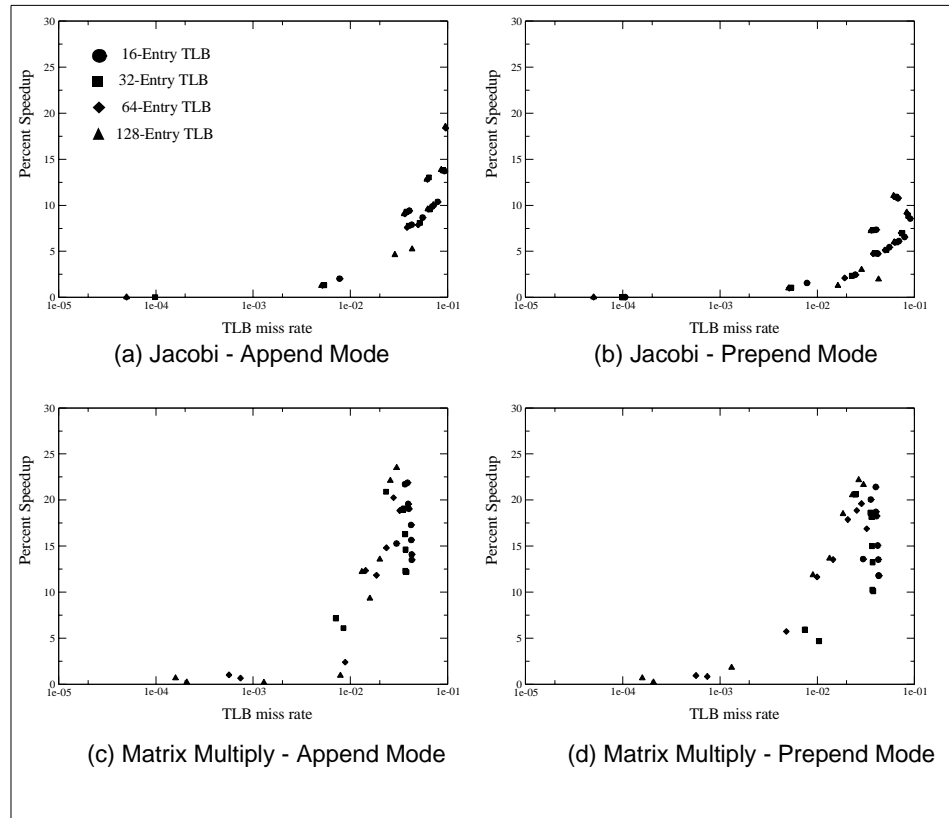 30
25
20
15
10
5
0
Percent Speedup
16-Entry TLB
32-Entry TLB
64-Entry TLB
128-Entry TLB
1e-05 1e-04 1e-03 1e-02 1e-01
TLB miss rate
(a) Jacobi - Append Mode
30
25
20
15
10
5
0
Percent Speedup
1e-05 1e-04 1e-03 1e-02 1e-01
TLB miss rate
(b) Jacobi - Prepend Mode
30
25
20
15
10
5
0
Percent Speedup
1e-05 1e-04 1e-03 1e-02 1e-01
TLB miss rate
(c) Matrix Multiply - Append Mode
30
25
20
15
10
5
0
Percent Speedup
1e-05 1e-04 1e-03 1e-02 1e-01
TLB miss rate
(d) Matrix Multiply - Prepend Mode